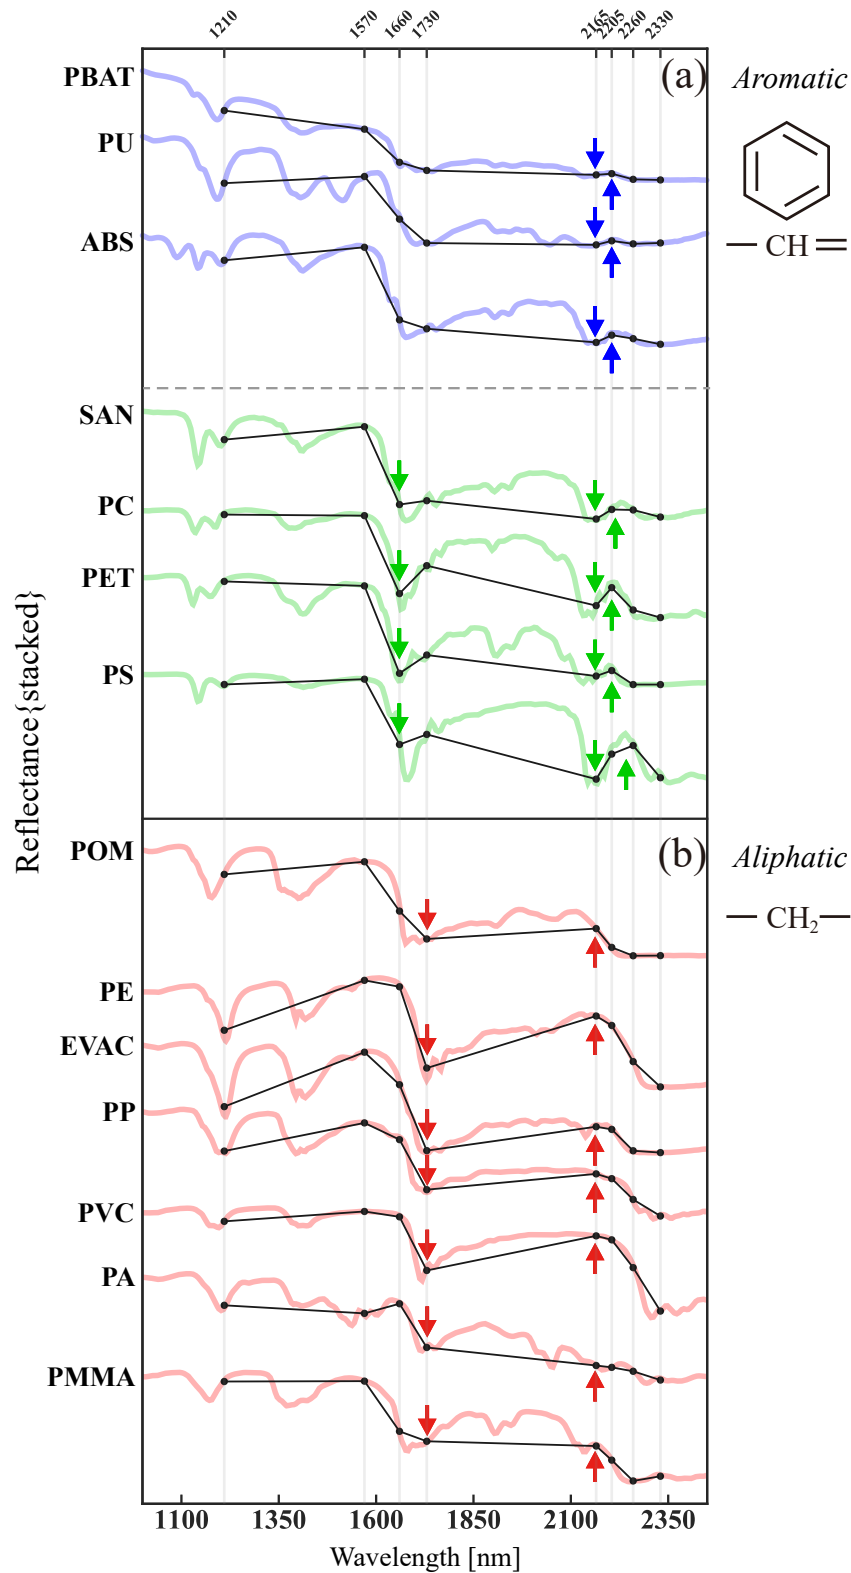 1210 1570 1660 1730 2165 2205 2260 2330
PBAT
(a)
Aromatic
PU
ABS
CH
SAN
PC
PET
PS
Reflectance{stacked}
POM
(b)
Aliphatic
CH₂
PE
EVAC
PP
PVC
PA
PMMA
1100 1350 1600 1850 2100 2350
Wavelength [nm]